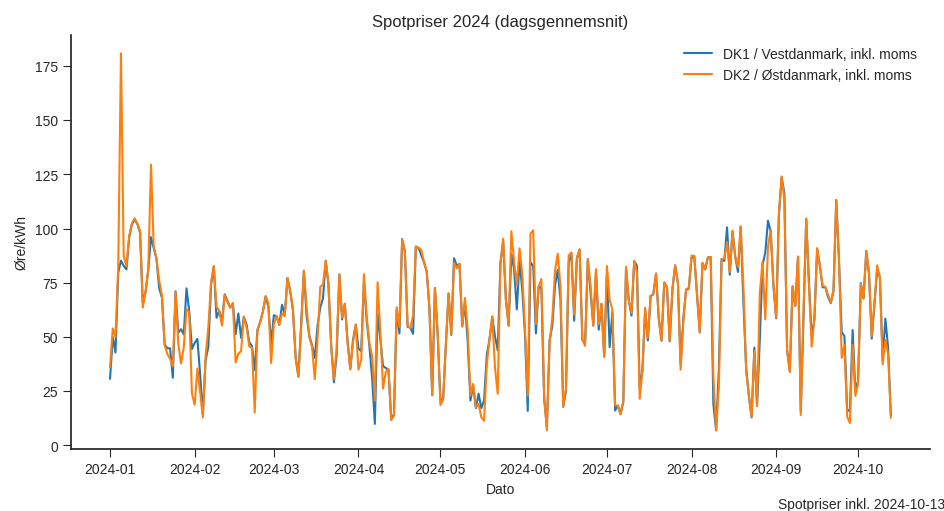 Spotpriser 2024 (dagsgennemsnit)
DK1 / Vestdanmark, inkl. moms
DK2 / Østdanmark, inkl. moms
Øre/kWh
175
150
125
100
75
50
25
0
2024-01 2024-02 2024-03 2024-04 2024-05 2024-06 2024-07 2024-08 2024-09 2024-10
Dato
Spotpriser inkl. 2024-10-13